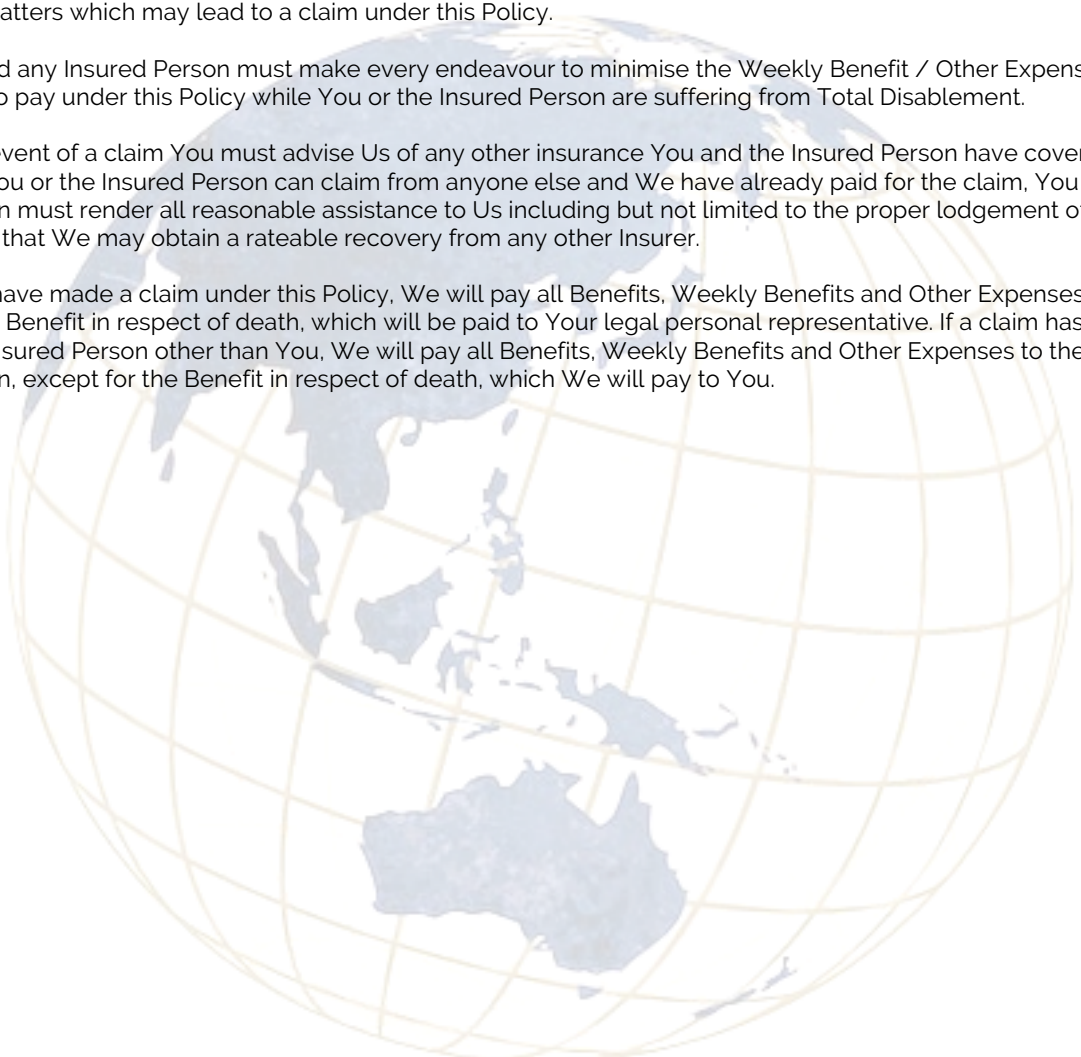 atters which may lead to a claim under this Policy.
d any Insured Person must make every endeavour to minimise the Weekly Benefit / Other Expens
o pay under this Policy while You or the Insured Person are suffering from Total Disablement.
event of a claim You must advise Us of any other insurance You and the Insured Person have cover
ou or the Insured Person can claim from anyone else and We have already paid for the claim, You
n must render all reasonable assistance to Us including but not limited to the proper lodgement o
that We may obtain a rateable recovery from any other Insurer.
have made a claim under this Policy, We will pay all Benefits, Weekly Benefits and Other Expenses
Benefit in respect of death, which will be paid to Your legal personal representative. If a claim has
sured Person other than You, We will pay all Benefits, Weekly Benefits and Other Expenses to the
n, except for the Benefit in respect of death, which We will pay to You.